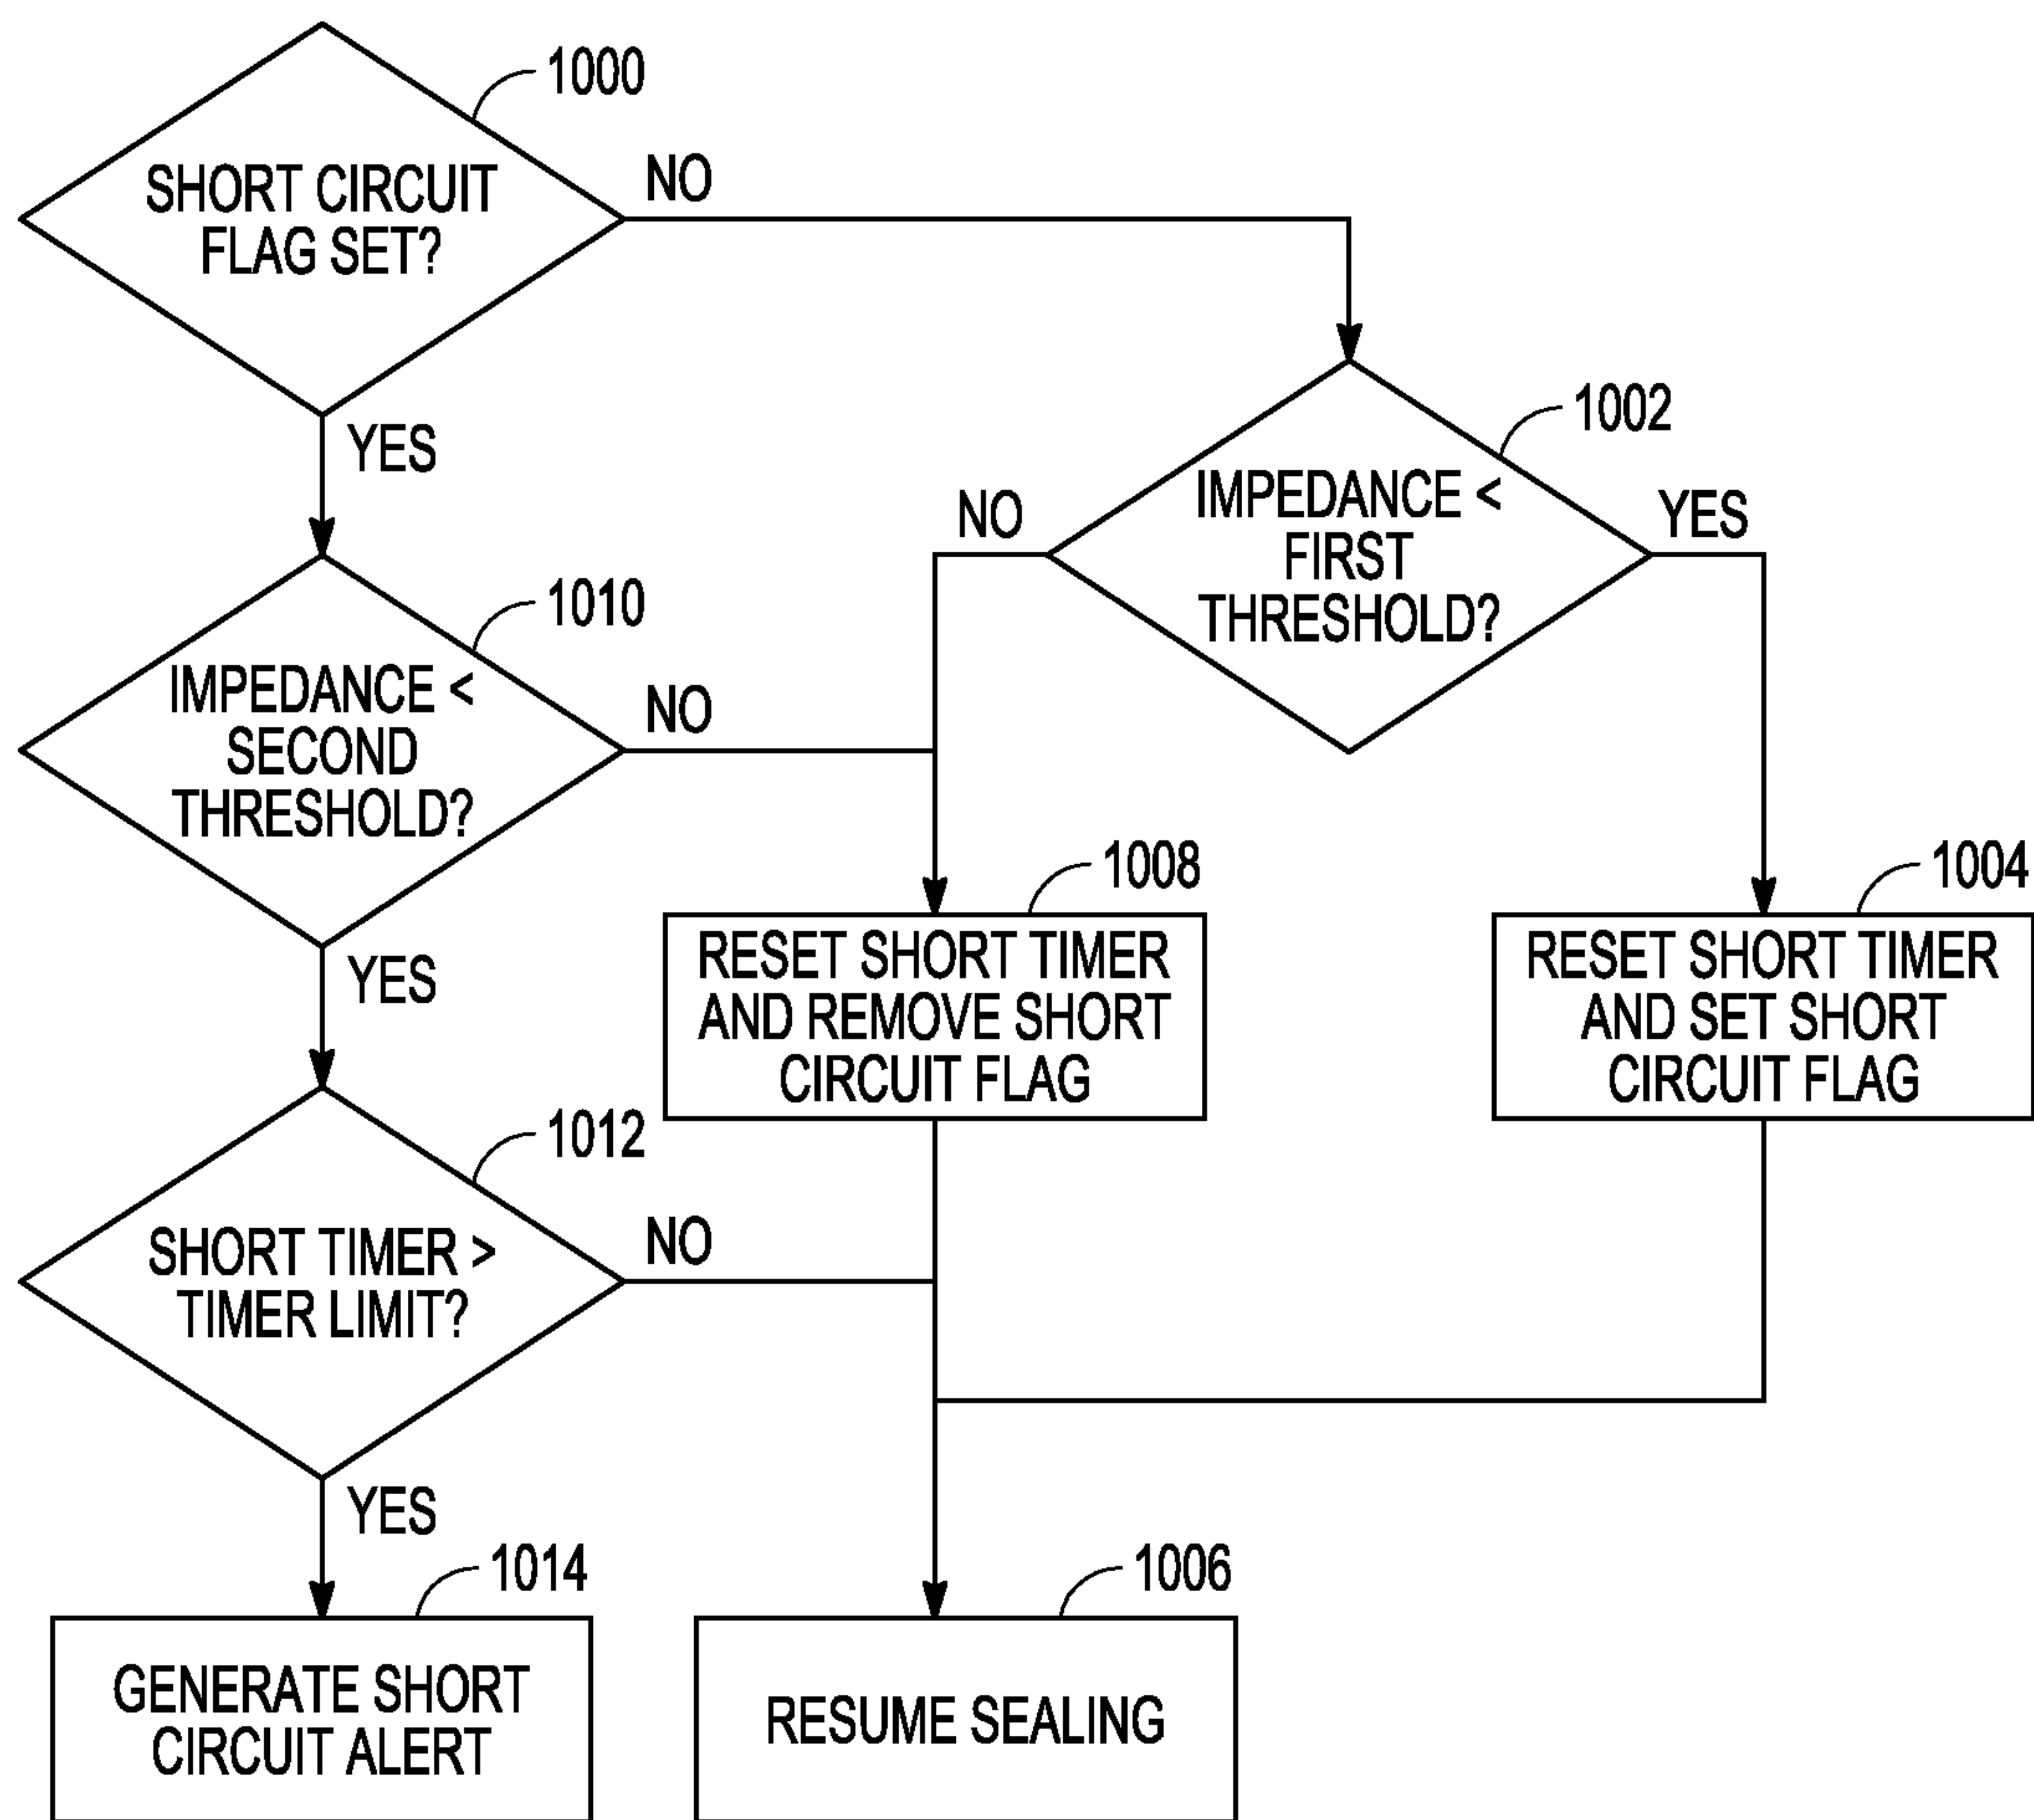 1000
SHORT CIRCUIT
FLAG SET?
NO
YES
1002
IMPEDANCE <
FIRST
THRESHOLD?
NO
YES
1010
IMPEDANCE <
SECOND
THRESHOLD?
NO
YES
1008
RESET SHORT TIMER
AND REMOVE SHORT
CIRCUIT FLAG
1004
RESET SHORT TIMER
AND SET SHORT
CIRCUIT FLAG
1012
SHORT TIMER >
TIMER LIMIT?
NO
YES
1014
GENERATE SHORT
CIRCUIT ALERT
1006
RESUME SEALING